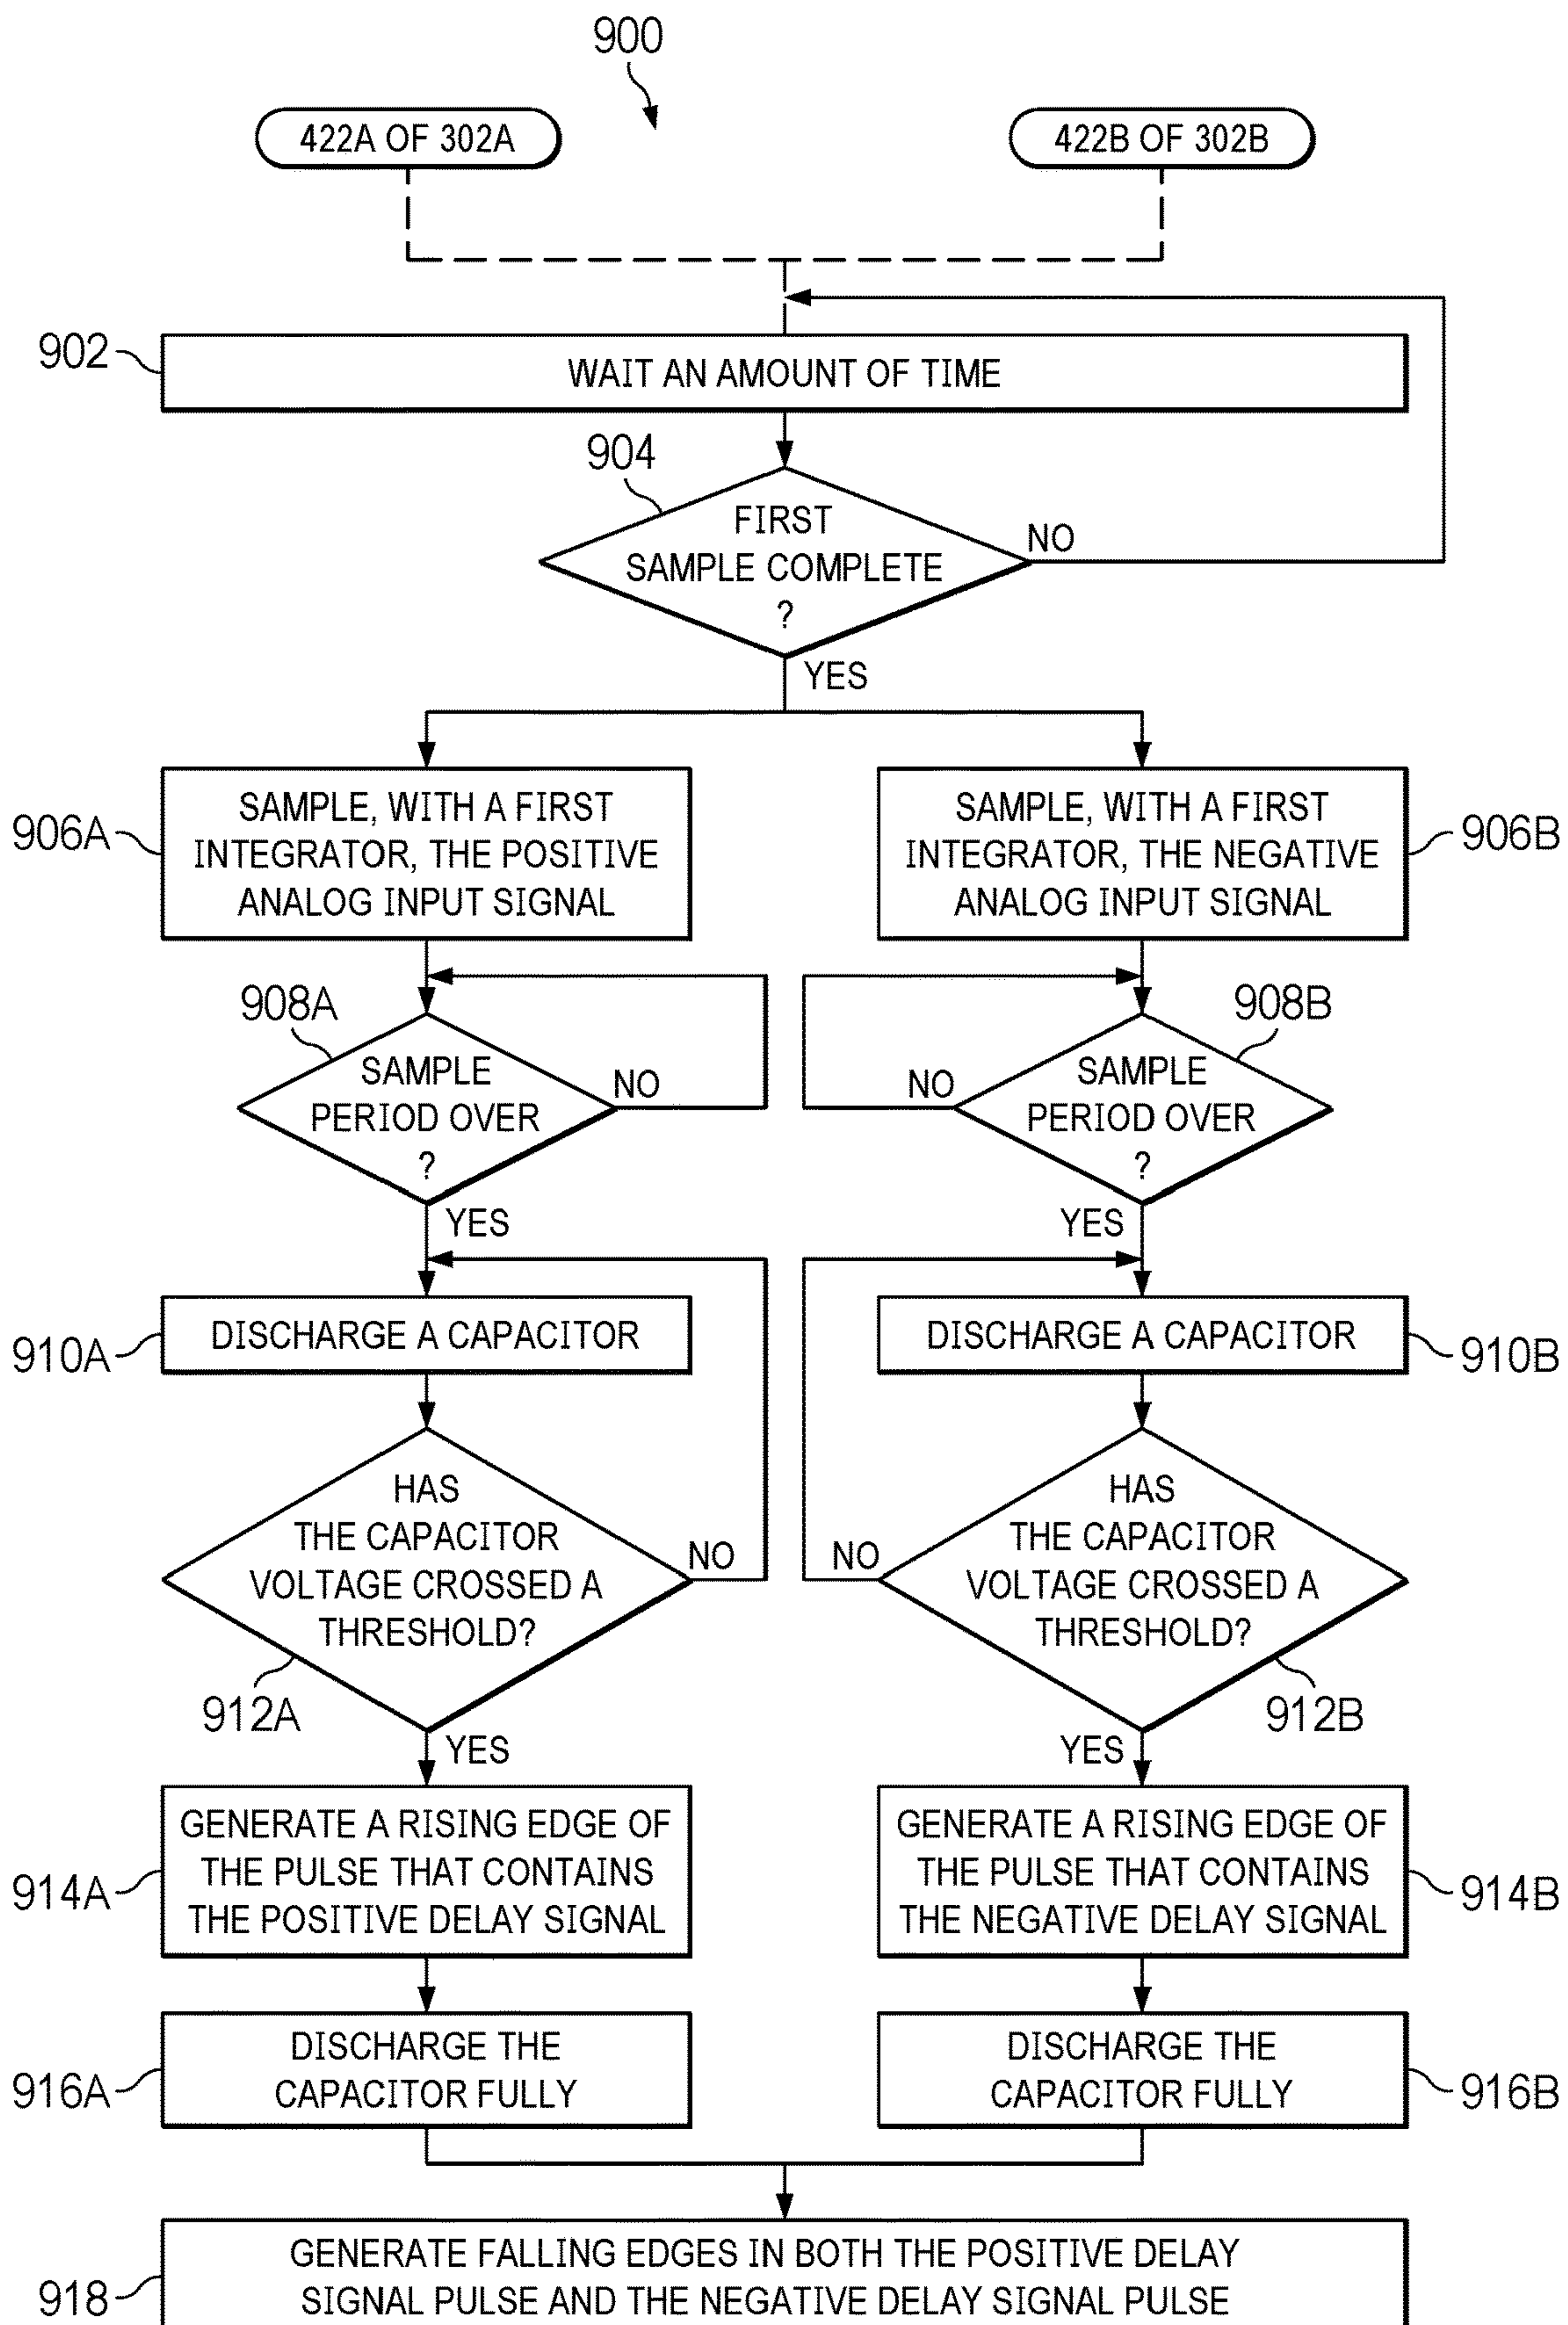 900
422A OF 302A
422B OF 302B
902
WAIT AN AMOUNT OF TIME
904
FIRST
SAMPLE COMPLETE
?
NO
YES
906A
SAMPLE, WITH A FIRST
INTEGRATOR, THE POSITIVE
ANALOG INPUT SIGNAL
SAMPLE, WITH A FIRST
INTEGRATOR, THE NEGATIVE
ANALOG INPUT SIGNAL
906B
908A
SAMPLE
PERIOD OVER
?
NO
YES
908B
SAMPLE
PERIOD OVER
?
NO
YES
910A
DISCHARGE A CAPACITOR
DISCHARGE A CAPACITOR
910B
HAS
THE CAPACITOR
VOLTAGE CROSSED A
THRESHOLD?
NO
912A
YES
HAS
THE CAPACITOR
VOLTAGE CROSSED A
THRESHOLD?
NO
912B
YES
914A
GENERATE A RISING EDGE OF
THE PULSE THAT CONTAINS
THE POSITIVE DELAY SIGNAL
GENERATE A RISING EDGE OF
THE PULSE THAT CONTAINS
THE NEGATIVE DELAY SIGNAL
914B
916A
DISCHARGE THE
CAPACITOR FULLY
DISCHARGE THE
CAPACITOR FULLY
916B
918
GENERATE FALLING EDGES IN BOTH THE POSITIVE DELAY
SIGNAL PULSE AND THE NEGATIVE DELAY SIGNAL PULSE